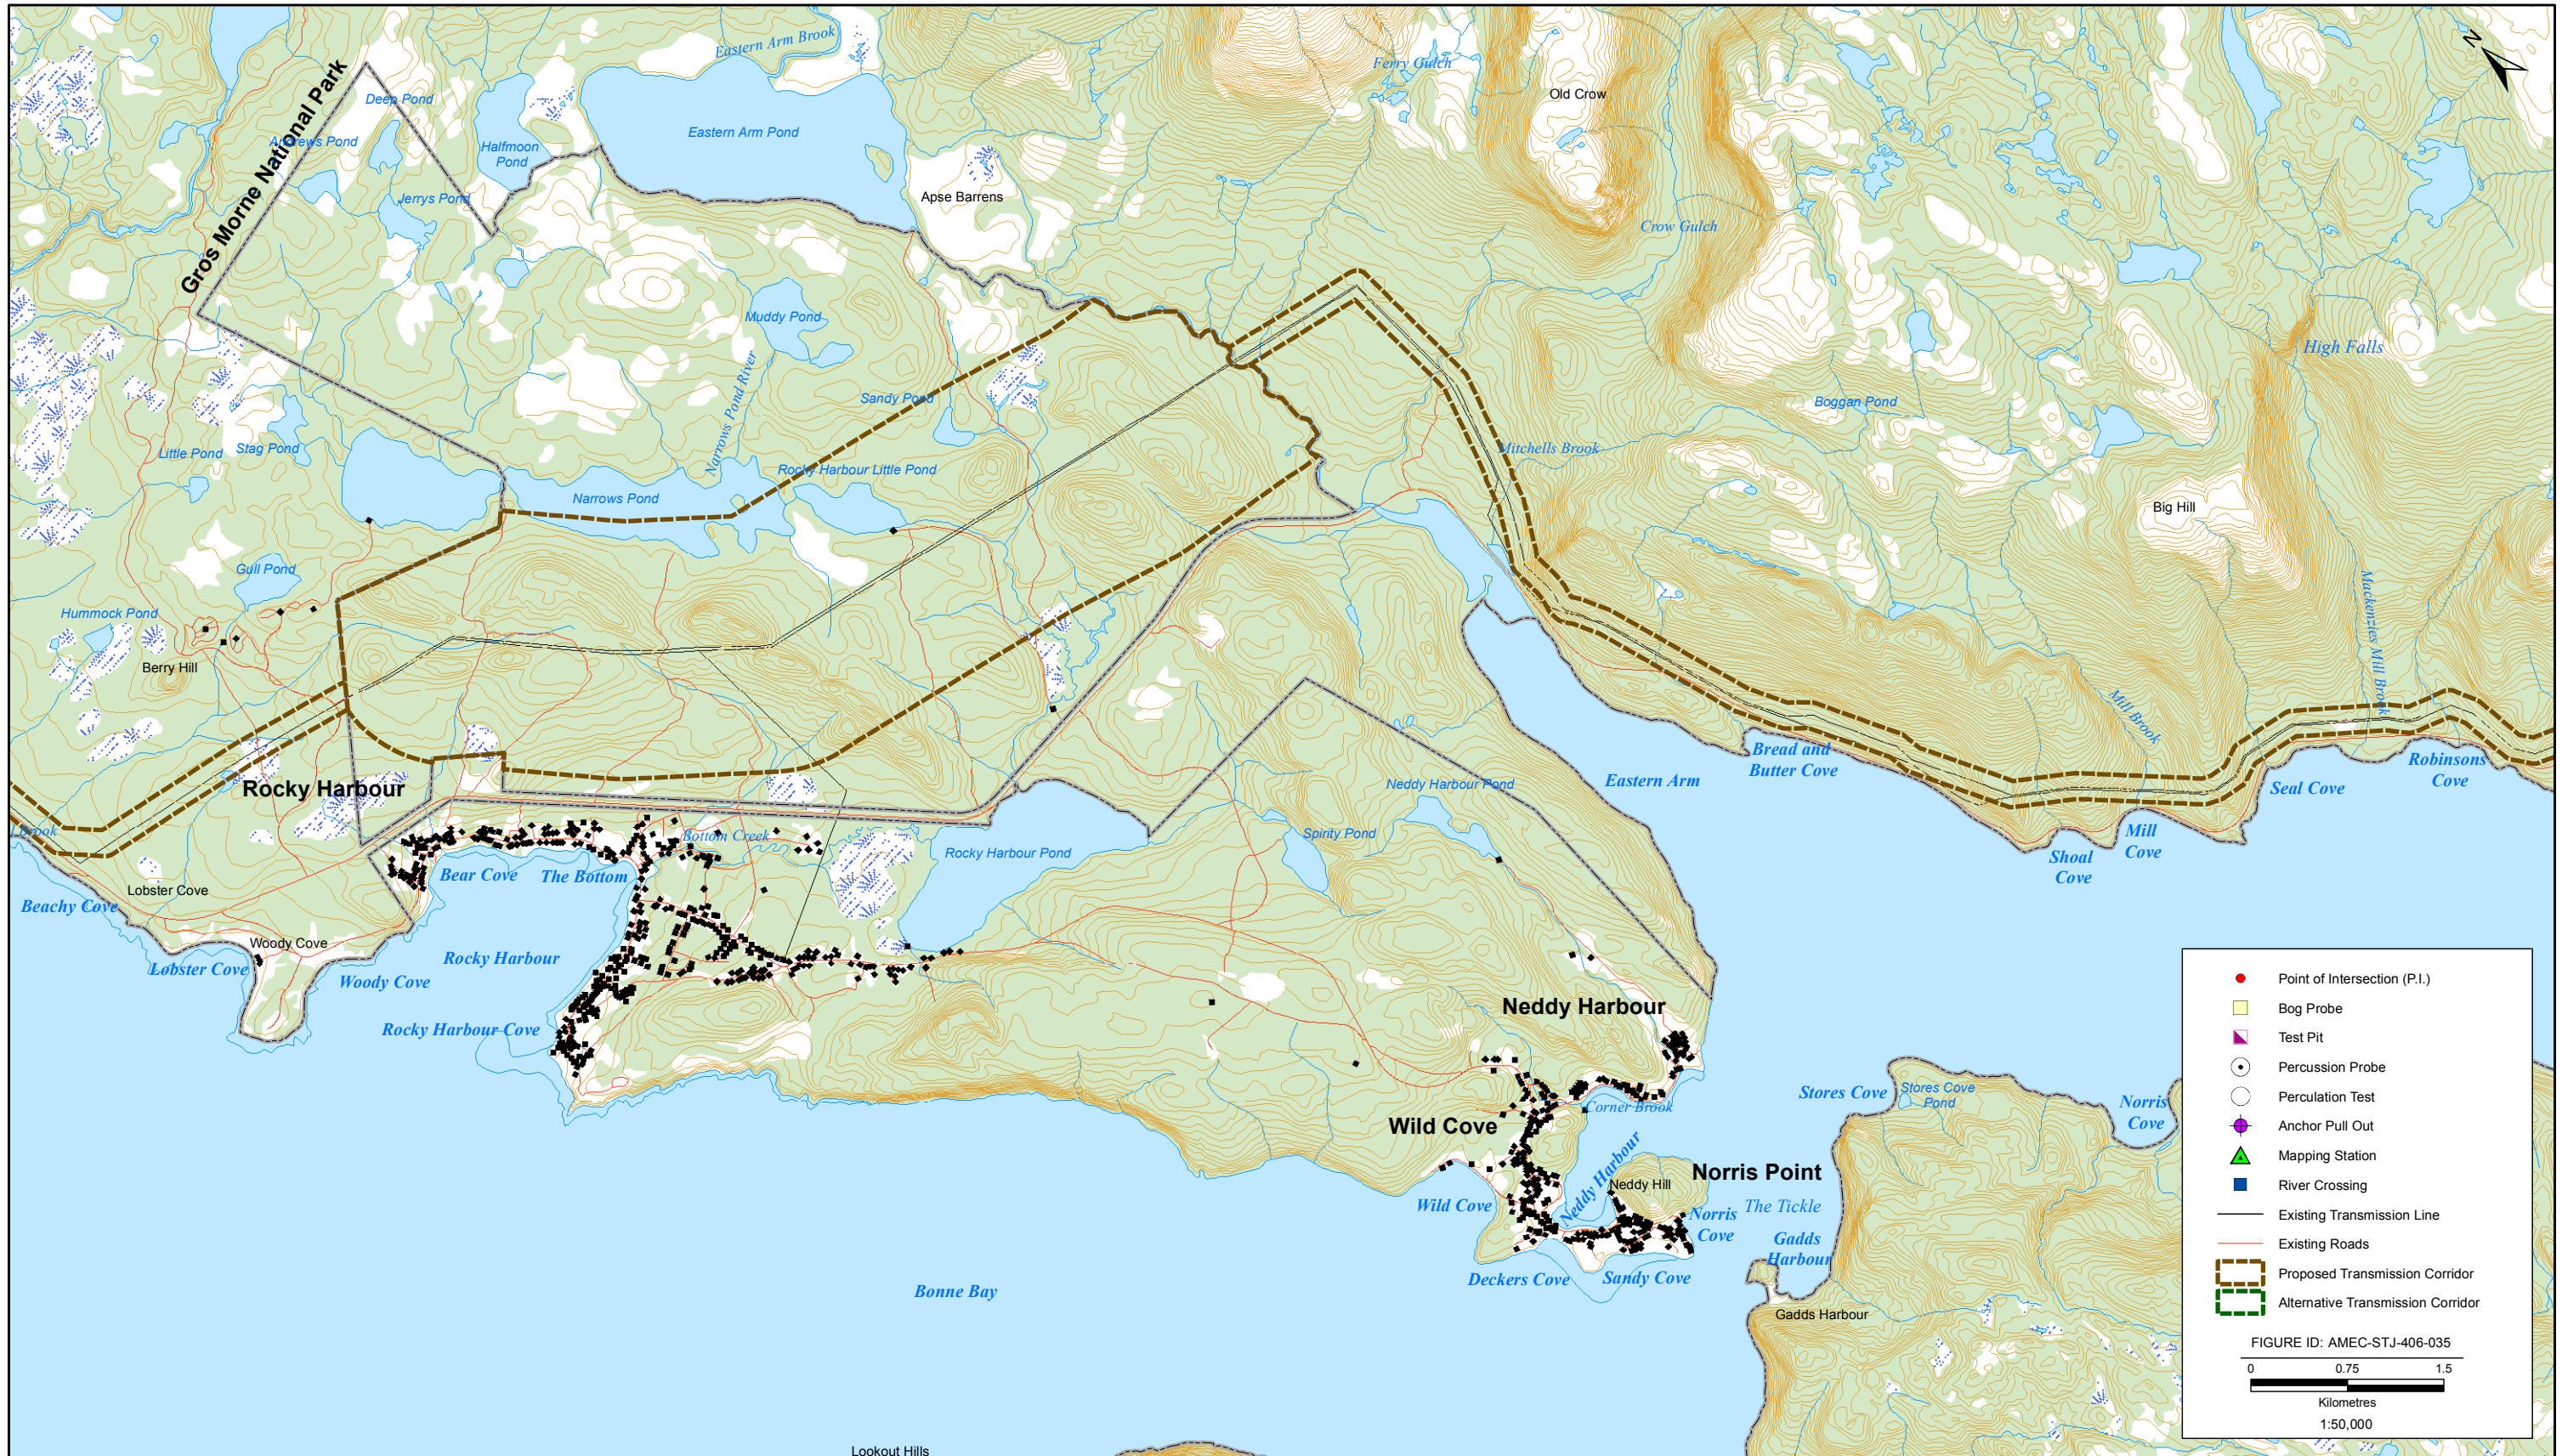 Eastern Arm Brook
N
Ferry Gulch
Old Crow
Gros Morne National Park
Deep Pond
Andrews Pond
Halfmoon
Pond
Eastern Arm Pond
Jerrys Pond
Apse Barrens
Crow Gulch
Muddy Pond
High Falls
Narrows Pond River
Sandy Pond
Boggan Pond
Little Pond
Stag Pond
Mitchells Brook
Rocky Harbour Little Pond
Narrows Pond
Big Hill
Gull Pond
Hummock Pond
Mackenzies Mill Brook
Berry Hill
Mill Brook
Bread and
Butter Cove
Eastern Arm
Robinsons
Cove
Seal Cove
Rocky Harbour
Neddy Harbour Pond
Brook
Bottom Creek
Spirity Pond
Mill
Cove
Rocky Harbour Pond
Shoal
Cove
Bear Cove
The Bottom
Lobster Cove
Beachy Cove
Woody Cove
Rocky Harbour
Lobster Cove
Woody Cove
Neddy Harbour
Rocky Harbour Cove
Stores Cove
Stores Cove
Pond
Norris
Cove
Corner Brook
Wild Cove
Neddy Harbour
Norris Point
Neddy Hill
Wild Cove
The Tickle
Norris
Cove
Gadds
Harbour
Deckers Cove
Sandy Cove
Bonne Bay
Gadds Harbour
Lookout Hills
Point of Intersection (P.I.)
Bog Probe
Test Pit
Percussion Probe
Perculation Test
Anchor Pull Out
Mapping Station
River Crossing
Existing Transmission Line
Existing Roads
Proposed Transmission Corridor
Alternative Transmission Corridor
FIGURE ID: AMEC-STJ-406-035
0 0.75 1.5
Kilometres
1:50,000